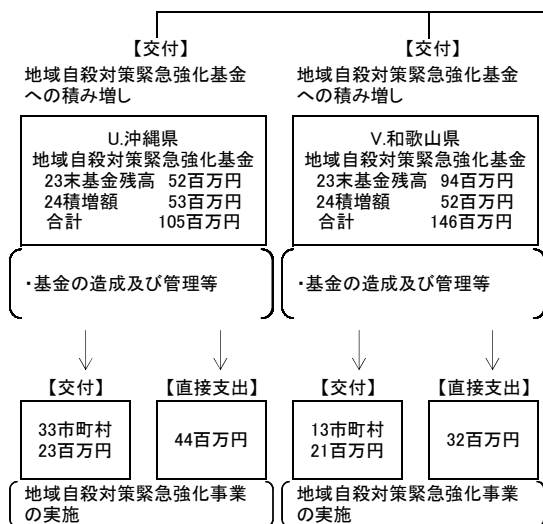 【交付】
地域自殺対策緊急強化基金
への積み増し
U.沖縄県
地域自殺対策緊急強化基金
23末基金残高 52百万円
24積増額 53百万円
合計 105百万円
・基金の造成及び管理等
【交付】
33市町村
23百万円
【直接支出】
44百万円
地域自殺対策緊急強化事業
の実施
【交付】
地域自殺対策緊急強化基金
への積み増し
V.和歌山県
地域自殺対策緊急強化基金
23末基金残高 94百万円
24積増額 52百万円
合計 146百万円
・基金の造成及び管理等
【交付】
13市町村
21百万円
【直接支出】
32百万円
地域自殺対策緊急強化事業
の実施